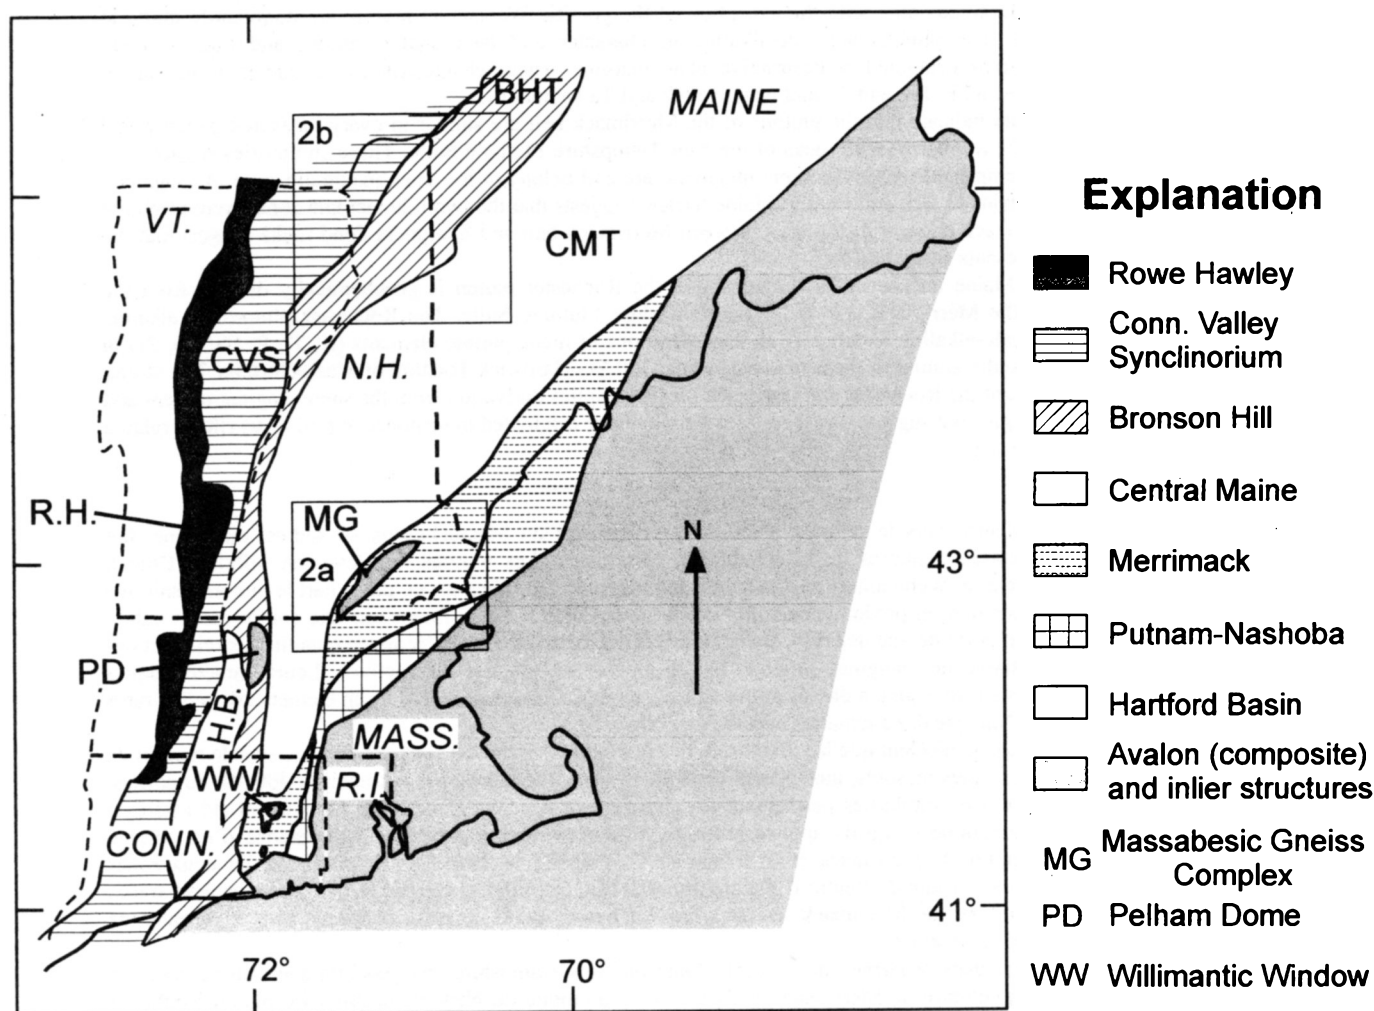 BHT
MAINE
2b
VT.
CMT
CVS
N.H.
R.H.
MG
2a
N
43°
PD
H.B.
MASS.
WW
R.I.
CONN.
41°
72°
70°
Explanation
Rowe Hawley
Conn. Valley
Synclinorium
Bronson Hill
Central Maine
Merrimack
Putnam-Nashoba
Hartford Basin
Avalon (composite)
and inlier structures
MG Massabesic Gneiss
Complex
PD Pelham Dome
WW Willimantic Window